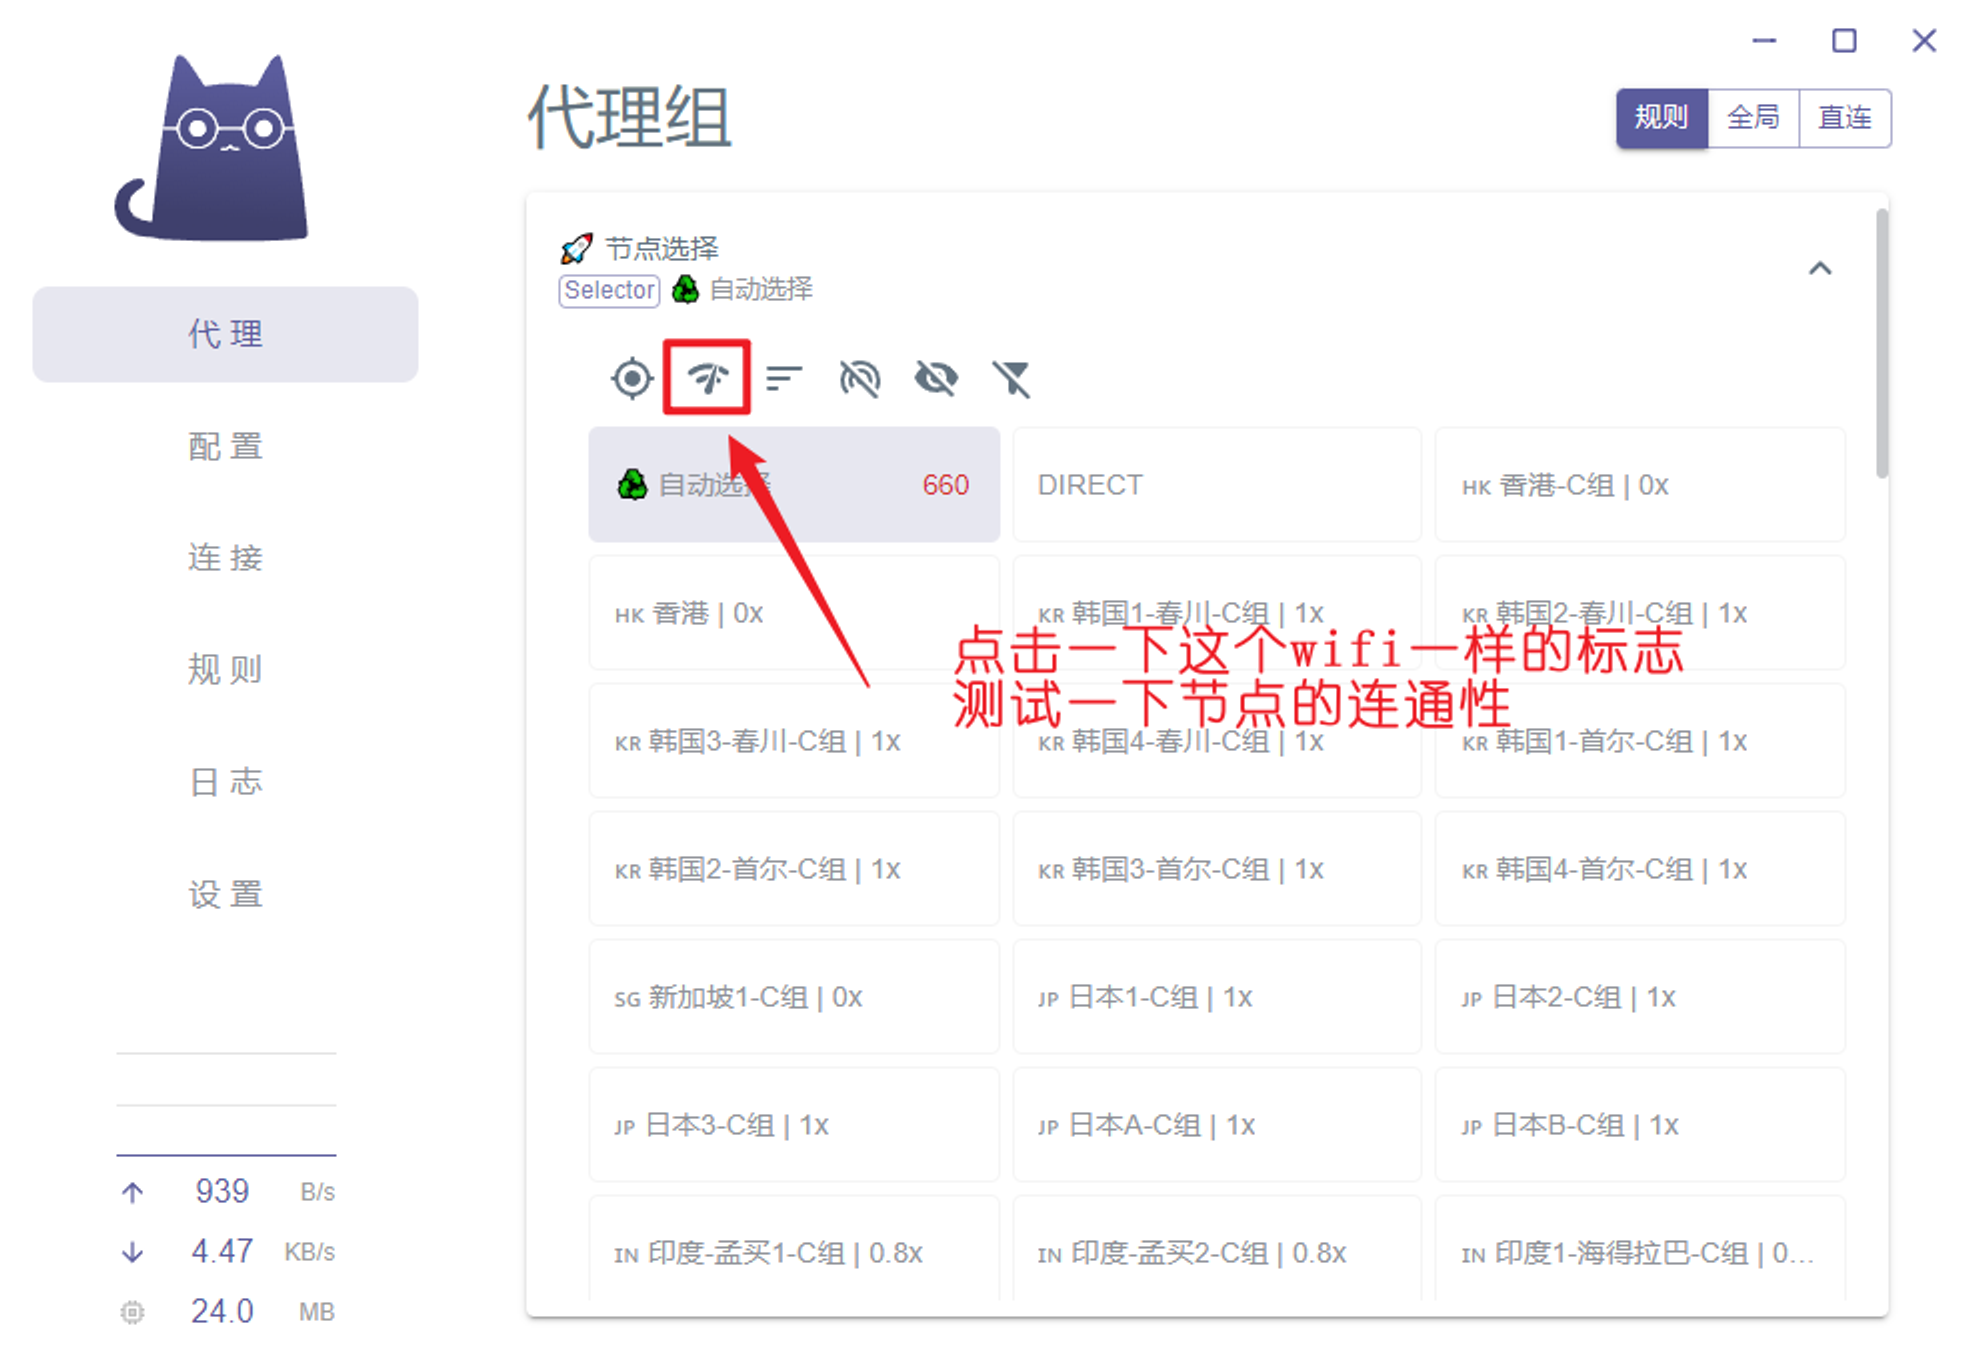 代理组
规则
全局
直连
代理
配置
连接
规则
日志
设置
939 B/s
4.47 KB/s
24.0 MB
节点选择
Selector 自动选择
自动选择 660
DIRECT
HK 香港-C组 | 0x
HK 香港 | 0x
KR 韩国1-春川-C组 | 1x
KR 韩国2-春川-C组 | 1x
点击一下这个wifi一样的标志
测试一下节点的连通性
KR 韩国3-春川-C组 | 1x
KR 韩国4-春川-C组 | 1x
KR 韩国1-首尔-C组 | 1x
KR 韩国2-首尔-C组 | 1x
KR 韩国3-首尔-C组 | 1x
KR 韩国4-首尔-C组 | 1x
SG 新加坡1-C组 | 0x
JP 日本1-C组 | 1x
JP 日本2-C组 | 1x
JP 日本3-C组 | 1x
JP 日本A-C组 | 1x
JP 日本B-C组 | 1x
IN 印度-孟买1-C组 | 0.8x
IN 印度-孟买2-C组 | 0.8x
IN 印度1-海得拉巴-C组 | 0...